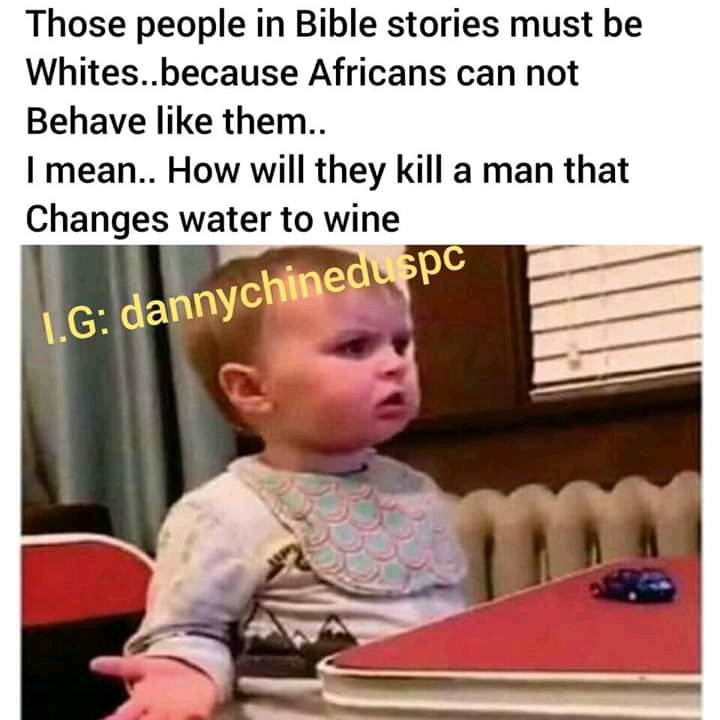 Those people in Bible stories must be
Whites..because Africans can not
Behave like them..
I mean.. How will they kill a man that
Changes water to wine
I.G: dannychineduspc